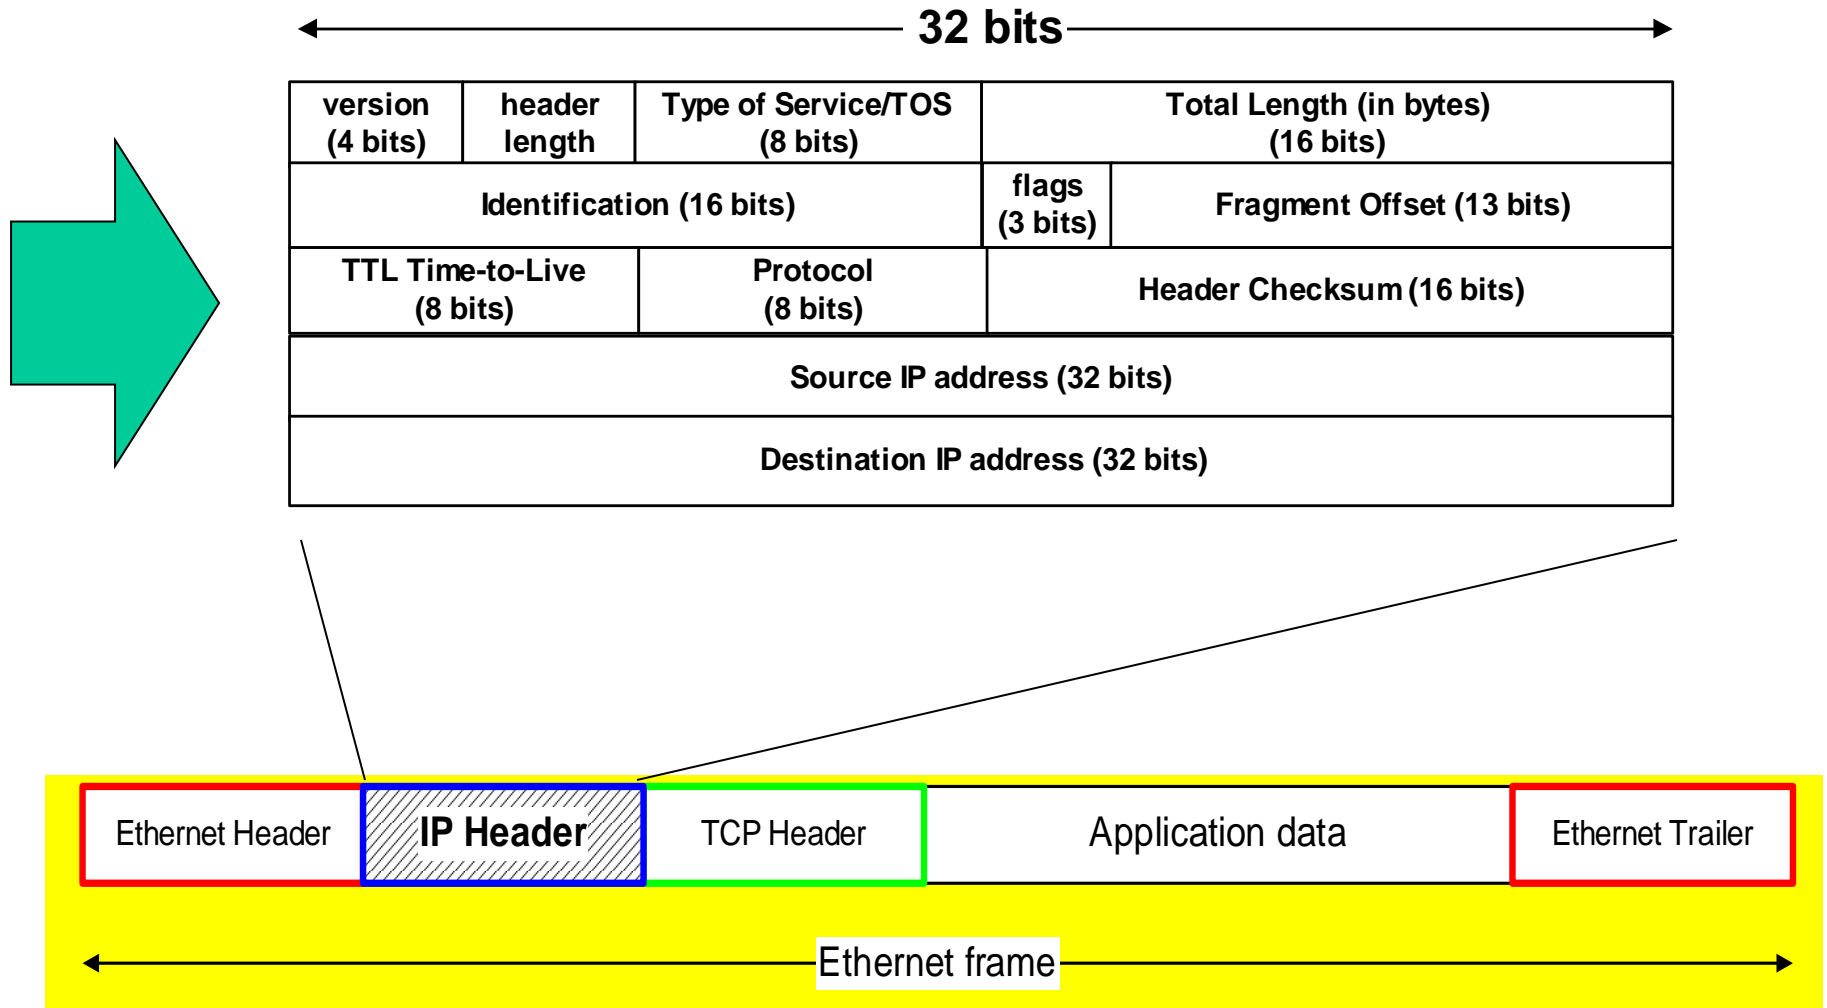 32 bits
version
(4 bits)
header
length
Type of Service/TOS
(8 bits)
Total Length (in bytes)
(16 bits)
Identification (16 bits)
flags
(3 bits)
Fragment Offset (13 bits)
TTL Time-to-Live
(8 bits)
Protocol
(8 bits)
Header Checksum (16 bits)
Source IP address (32 bits)
Destination IP address (32 bits)
Ethernet Header
IP Header
TCP Header
Application data
Ethernet Trailer
Ethernet frame